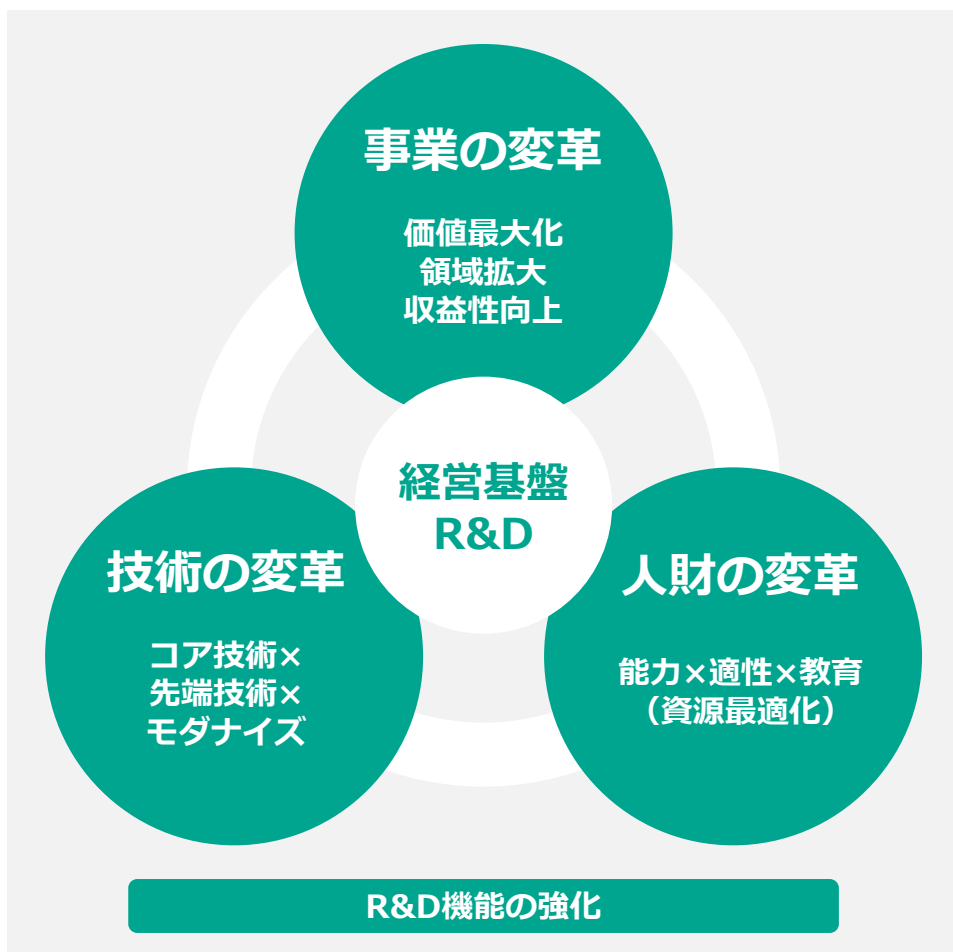 事業の変革
価値最大化
領域拡大
収益性向上
経営基盤
R&D
技術の変革
コア技術×
先端技術×
モダナイズ
人財の変革
能力×適性×教育
（資源最適化）
R&D機能の強化